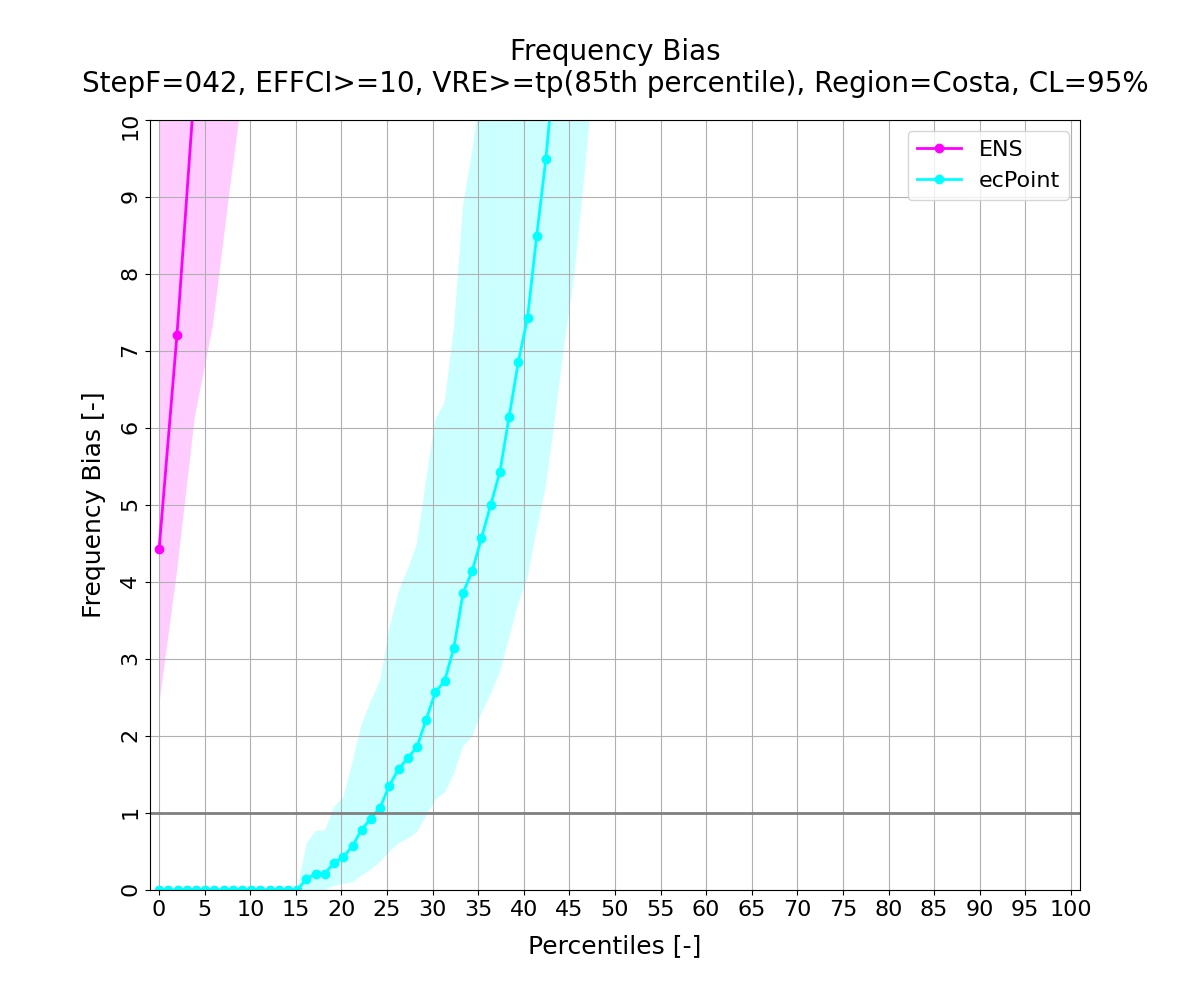 Frequency Bias
StepF=042, EFFCI>=10, VRE>=tp(85th percentile), Region=Costa, CL=95%
ENS
ecPoint
10
9
8
7
6
5
4
3
2
1
0
Frequency Bias [-]
0 5 10 15 20 25 30 35 40 45 50 55 60 65 70 75 80 85 90 95 100
Percentiles [-]